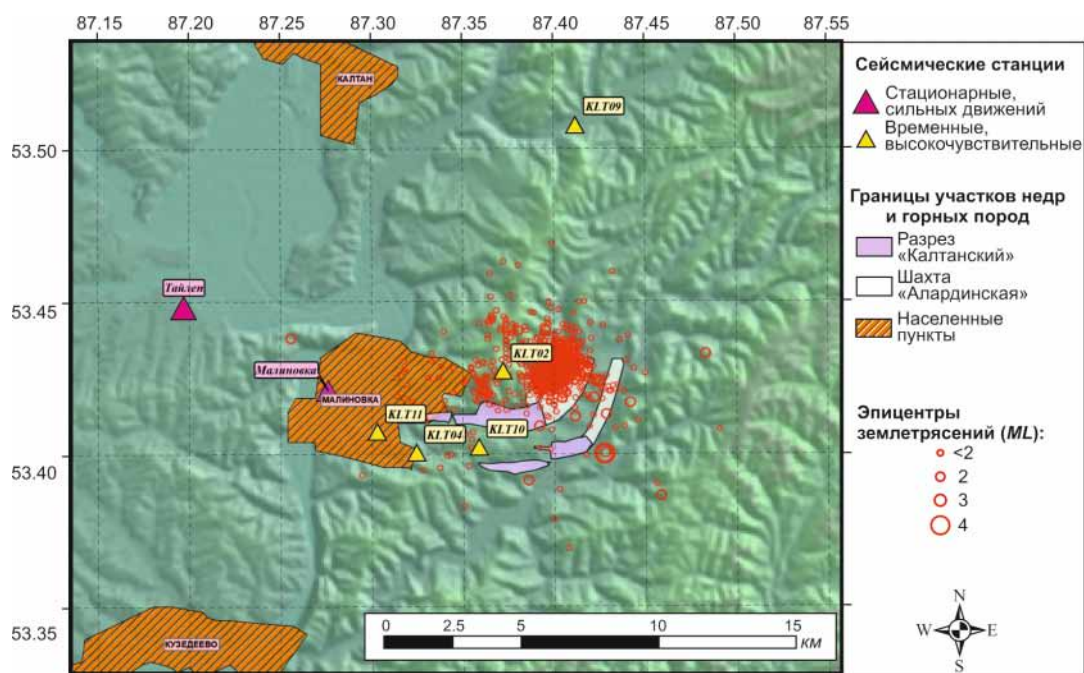 87.15 87.20 87.25 87.30 87.35 87.40 87.45 87.50 87.55
53.50
53.45
53.40
53.35
КАЛТАН
KLT09
Тайлеп
KLT02
Малиновка
МАЛИНОВКА
KLT11
KLT04
KLT10
КУЗЕДЕЕВО
0 2.5 5 10 15
КМ
Сейсмические станции
Стационарные,
сильных движений
Временные,
высокочувствительные
Границы участков недр
и горных пород
Разрез
«Калтанский»
Шахта
«Алардинская»
Населенные
пункты
Эпицентры
землетрясений (ML):
<2
2
3
4
N
W E
S